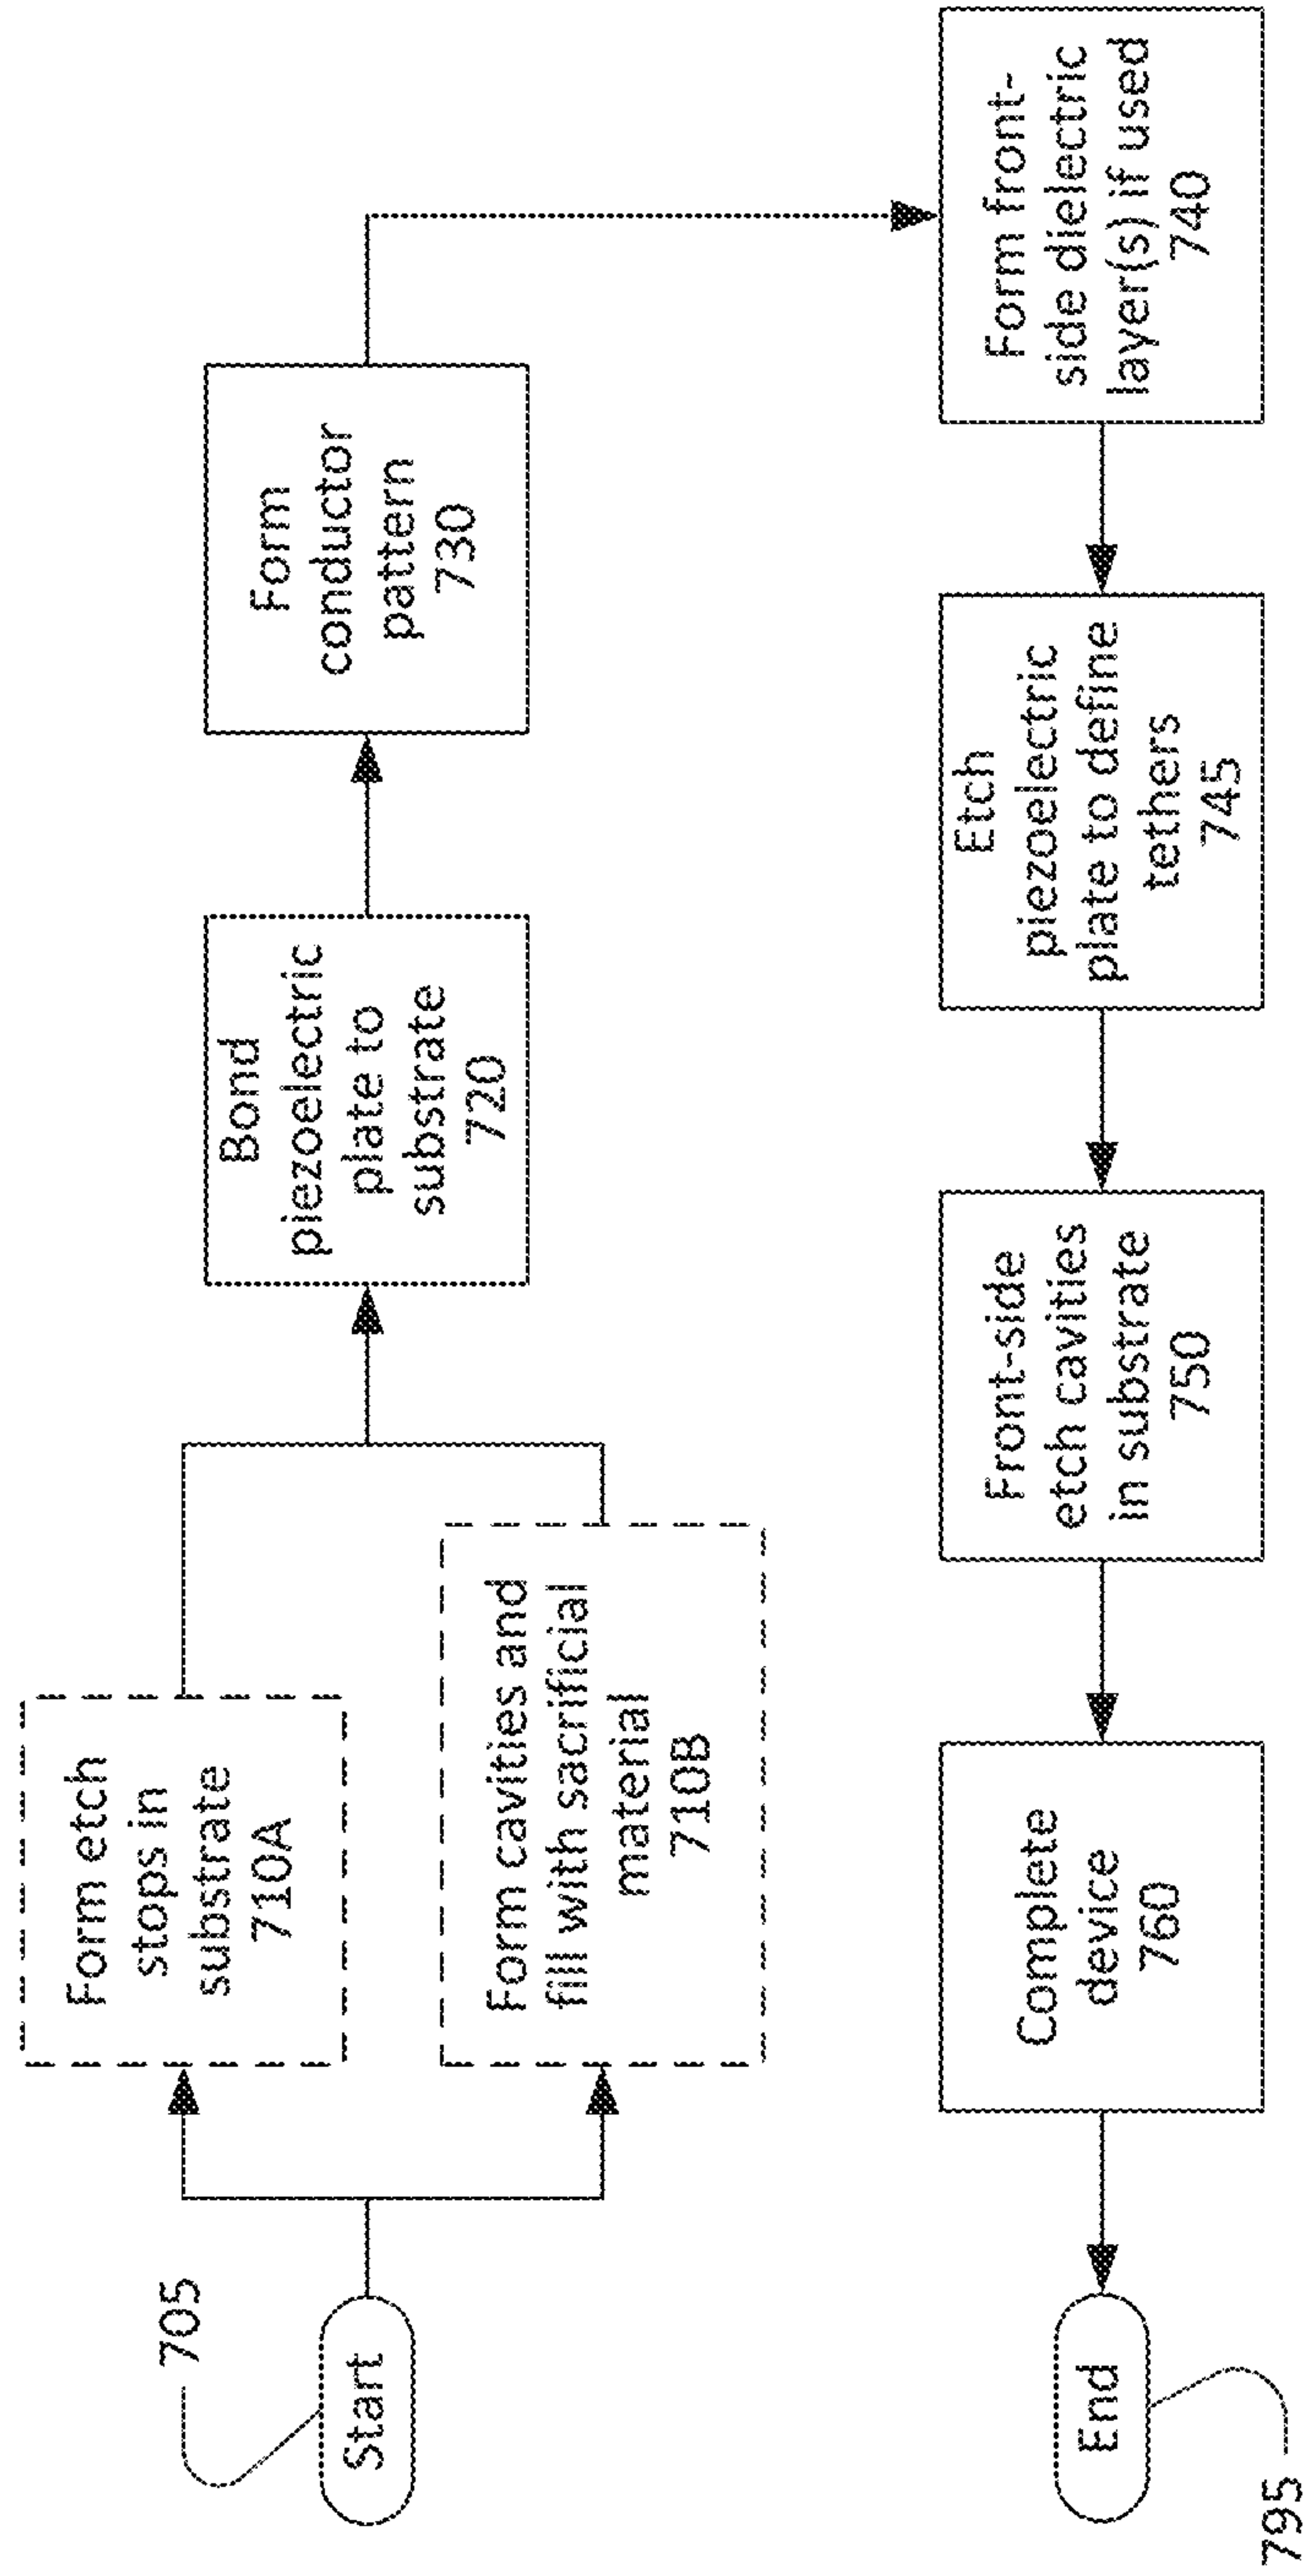 705
Start
Form etch
stops in
substrate
710A
Form cavities and
fill with sacrificial
material
710B
Bond
piezoelectric
plate to
substrate
720
Form
conductor
pattern
730
Form front-
side dielectric
layer(s) if used
740
Etch
piezoelectric
plate to define
tethers
745
Front-side
etch cavities
in substrate
750
Complete
device
760
End
795